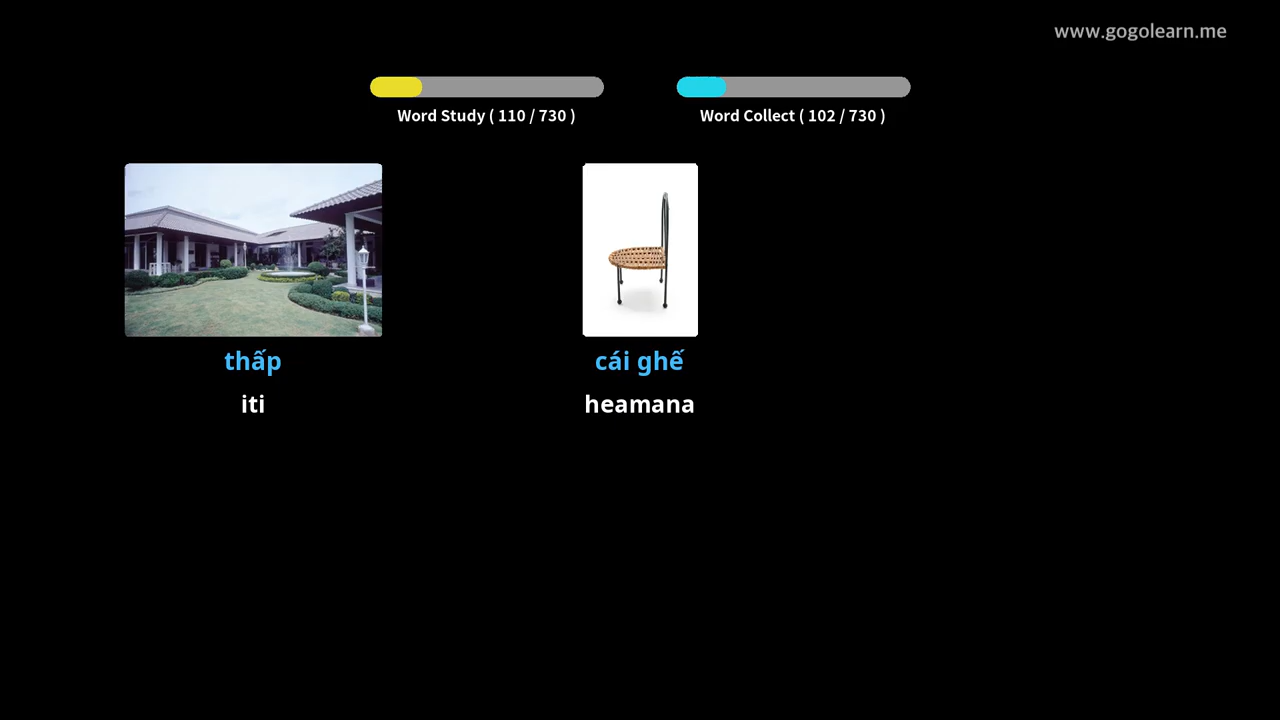 www.gogolearn.me
Word Study ( 110 / 730 )
Word Collect ( 102 / 730 )
thấp
cái ghế
iti
heamana